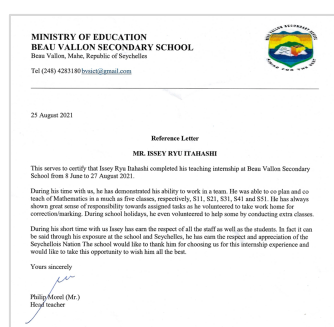 MINISTRY OF EDUCATION
BEAU VALLON SECONDARY SCHOOL
Beau Vallon, Mahe, Republic of Seychelles
Tel (248) 4283180 bvsict@gmail.com
BEAU VALLON SECONDARY SCHOOL
25 August 2021
Reference Letter
MR. ISSEY RYU ITAHASHI
This serves to certify that Issey Ryu Itahashi completed his teaching internship at Beau Vallon Secondary
School from 8 June to 27 August 2021.
During his time with us, he has demonstrated his ability to work in a team. He was able to co plan and co
teach of Mathematics in a much as five classes, respectively, S11, S21, S31, S41 and S51. He has always
shown great sense of responsibility towards assigned tasks as he volunteered to take work home for
correction/marking. During school holidays, he even volunteered to help some by conducting extra classes.
During his short time with us Issey has earn the respect of all the staff as well as the students. In fact it can
be said through his exposure at the school and Seychelles, he has earn the respect and appreciation of the
Seychellois Nation The school would like to thank him for choosing us for this internship experience and
would like to take this opportunity to wish him all the best.
Yours sincerely
Philip Morel (Mr.)
Head teacher